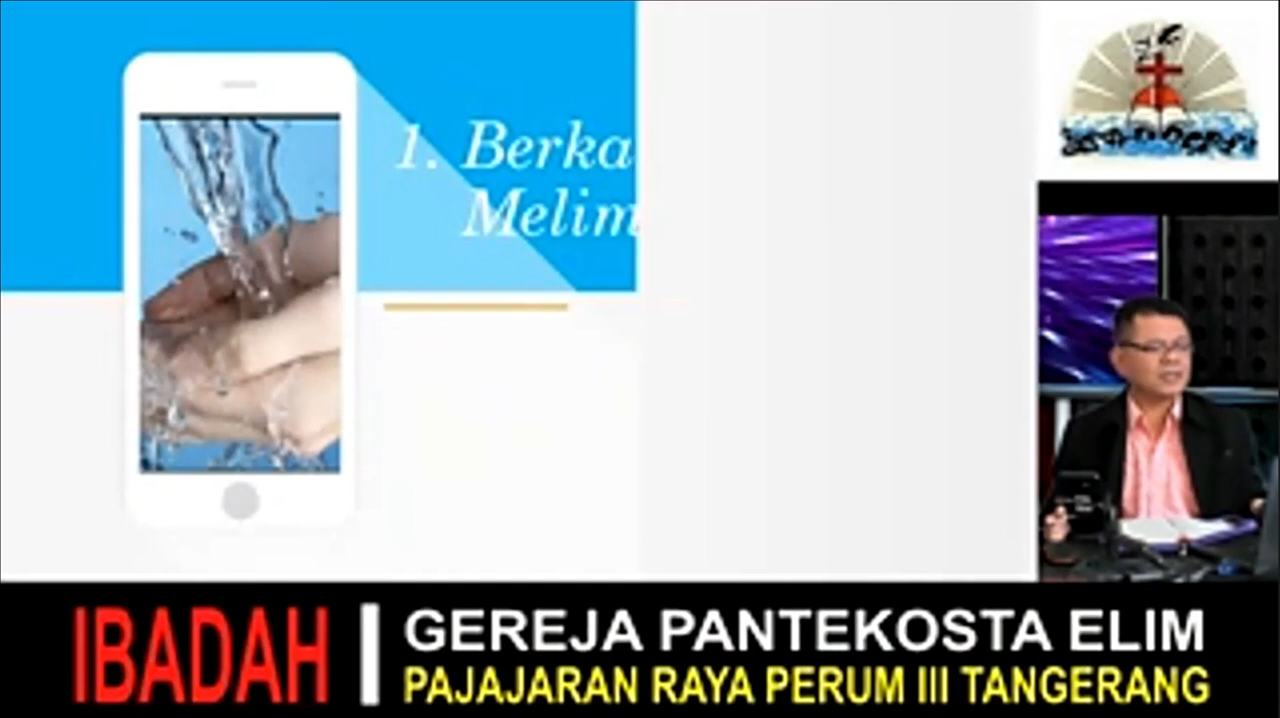 1. Berka
Melim
IBADAH
GEREJA PANTEKOSTA ELIM
PAJAJARAN RAYA PERUM III TANGERANG